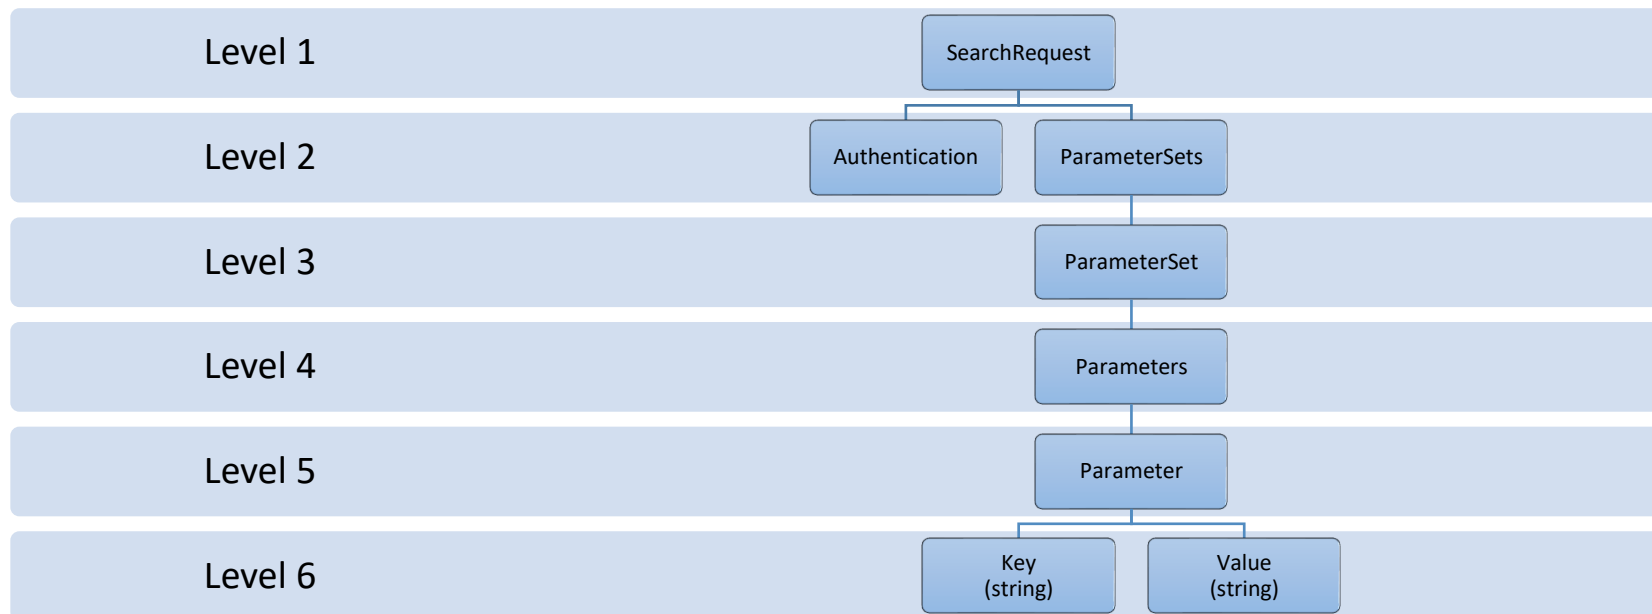 Level 1
SearchRequest
Level 2
Authentication
ParameterSets
Level 3
ParameterSet
Level 4
Parameters
Level 5
Parameter
Level 6
Key
(string)
Value
(string)